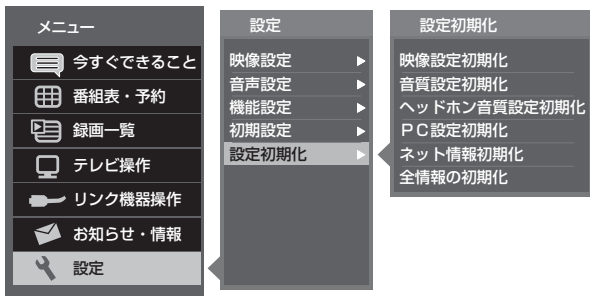 メニュー
今すぐできること
番組表・予約
録画一覧
テレビ操作
リンク機器操作
お知らせ・情報
設定
設定
映像設定
音声設定
機能設定
初期設定
設定初期化
設定初期化
映像設定初期化
音質設定初期化
ヘッドホン音質設定初期化
ＰＣ設定初期化
ネット情報初期化
全情報の初期化